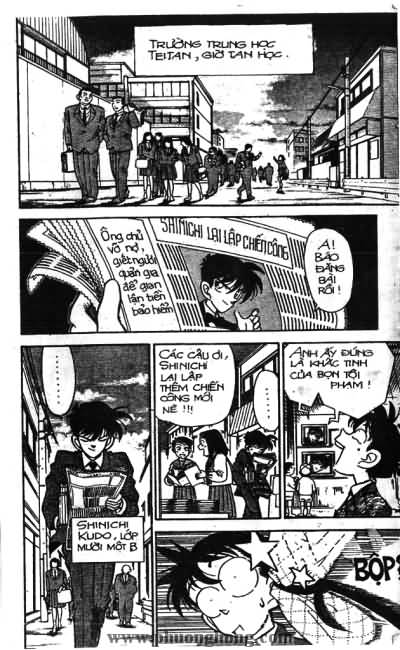 TRƯỜNG TRUNG HỌC
TEITAN, GIỜ TAN HỌC.
SHINICHI LẠI LẬP CHIẾN CÔNG
Ông chủ
vỡ nợ,
giết người
quản gia
để gian
lận tiền
bảo hiểm
A!
BÁO
ĐĂNG
BÀI
RỒI!
......
SHINICHI
KUDO, LỚP
MƯỜI MỘT B
CÁC CẬU ƠI,
SHINICHI
LẠI LẬP
THÊM CHIẾN
CÔNG MỚI
NÈ !!!
....
ANH ẤY ĐÚNG
LÀ KHẮC TINH
CỦA BỌN TỘI
PHẠM !
BỘP!
www.phuonghong.com